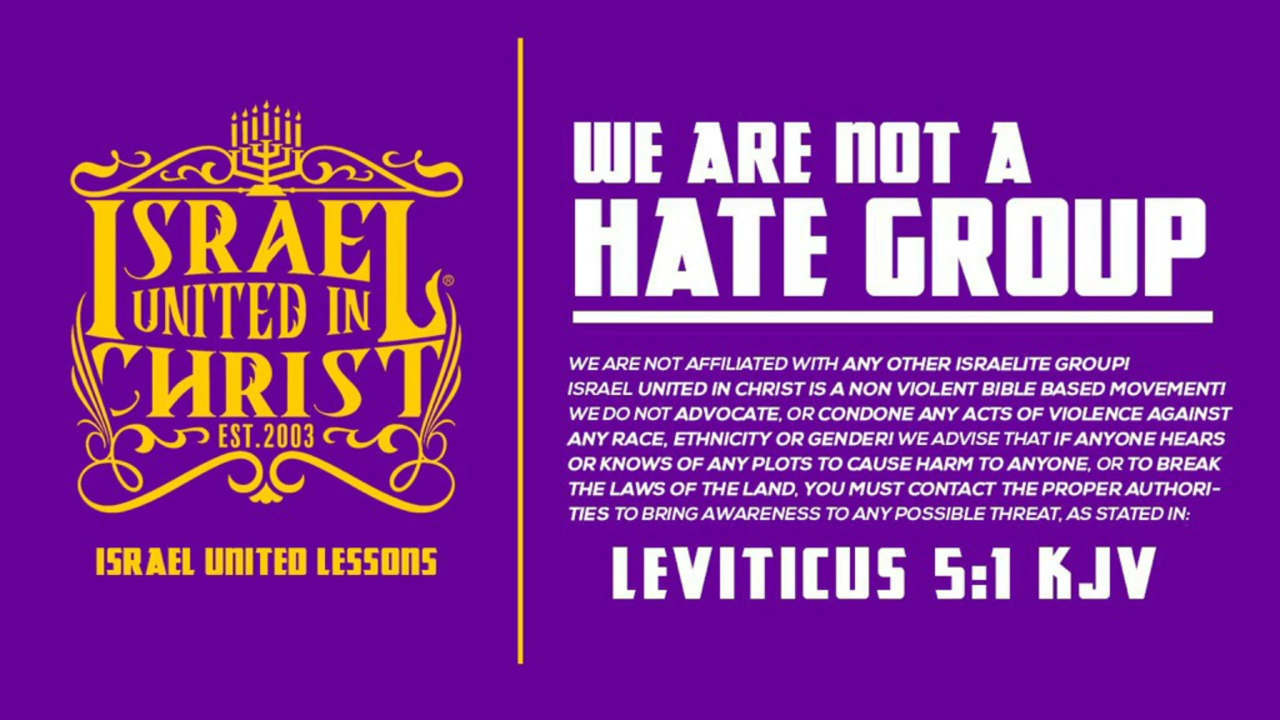 ISRAEL
UNITED IN
CHRIST
EST.2003
ISRAEL UNITED LESSONS
WE ARE NOT A
HATE GROUP
WE ARE NOT AFFILIATED WITH ANY OTHER ISRAELITE GROUP!
ISRAEL UNITED IN CHRIST IS A NON VIOLENT BIBLE BASED MOVEMENT!
WE DO NOT ADVOCATE, OR CONDONE ANY ACTS OF VIOLENCE AGAINST
ANY RACE, ETHNICITY OR GENDER! WE ADVISE THAT IF ANYONE HEARS
OR KNOWS OF ANY PLOTS TO CAUSE HARM TO ANYONE, OR TO BREAK
THE LAWS OF THE LAND, YOU MUST CONTACT THE PROPER AUTHORI-
TIES TO BRING AWARENESS TO ANY POSSIBLE THREAT, AS STATED IN:
LEVITICUS 5:1 KJV